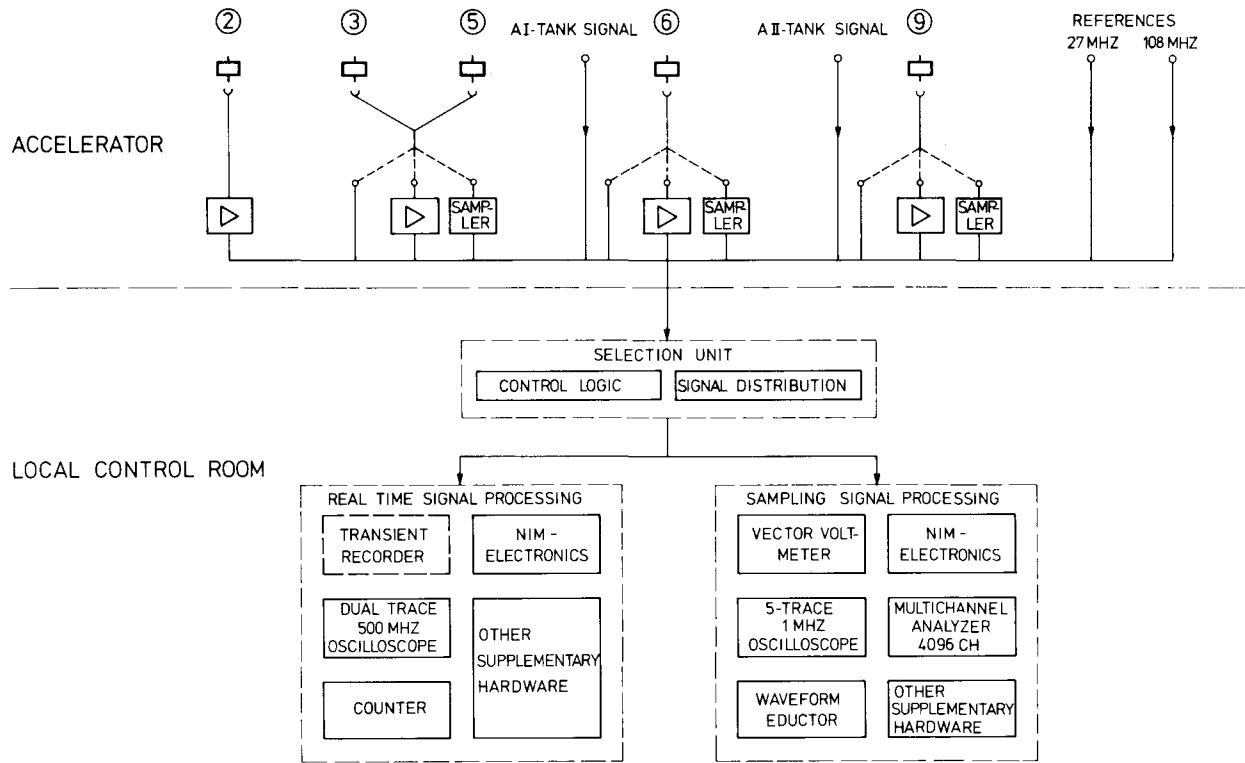 ② ③ ⑤ AI-TANK SIGNAL ⑥ AII-TANK SIGNAL ⑨ REFERENCES
27 MHZ 108 MHZ
ACCELERATOR
SAMP-
LER
SAMP-
LER
SAMP-
LER
SELECTION UNIT
CONTROL LOGIC
SIGNAL DISTRIBUTION
LOCAL CONTROL ROOM
REAL TIME SIGNAL PROCESSING
TRANSIENT
RECORDER
NIM-
ELECTRONICS
DUAL TRACE
500 MHZ
OSCILLOSCOPE
OTHER
SUPPLEMENTARY
HARDWARE
COUNTER
SAMPLING SIGNAL PROCESSING
VECTOR VOLT-
METER
NIM-
ELECTRONICS
5-TRACE
1 MHZ
OSCILLOSCOPE
MULTICHANNEL
ANALYZER
4096 CH
WAVEFORM
EDUCTOR
OTHER
SUPPLEMENTARY
HARDWARE